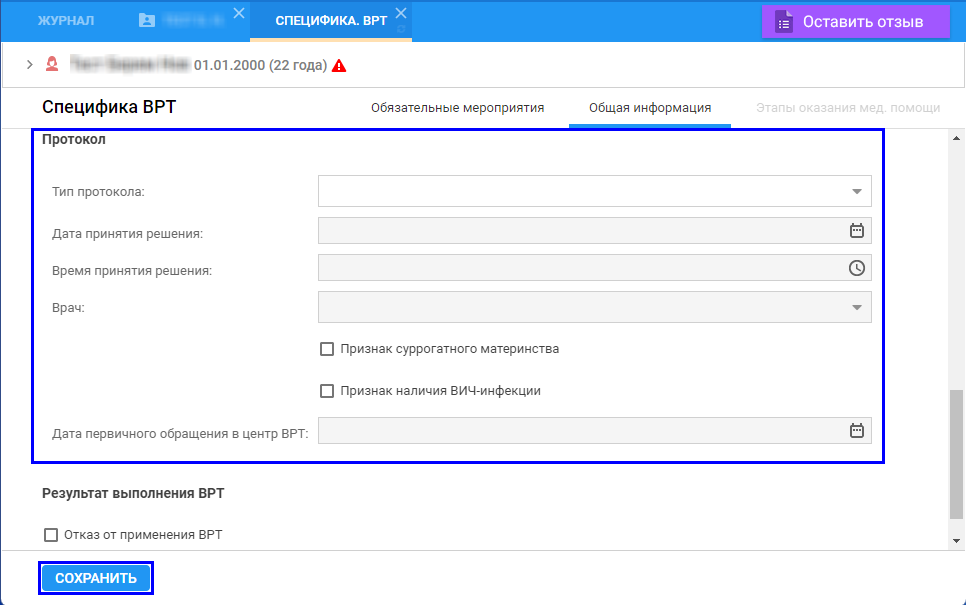 ЖУРНАЛ
СПЕЦИФИКА. ВРТ
Оставить отзыв
01.01.2000 (22 года)
Специфика ВРТ
Обязательные мероприятия
Общая информация
Этапы оказания мед. помощи
Протокол
Тип протокола:
Дата принятия решения:
Время принятия решения:
Врач:
Признак суррогатного материнства
Признак наличия ВИЧ-инфекции
Дата первичного обращения в центр ВРТ:
Результат выполнения ВРТ
Отказ от применения ВРТ
СОХРАНИТЬ